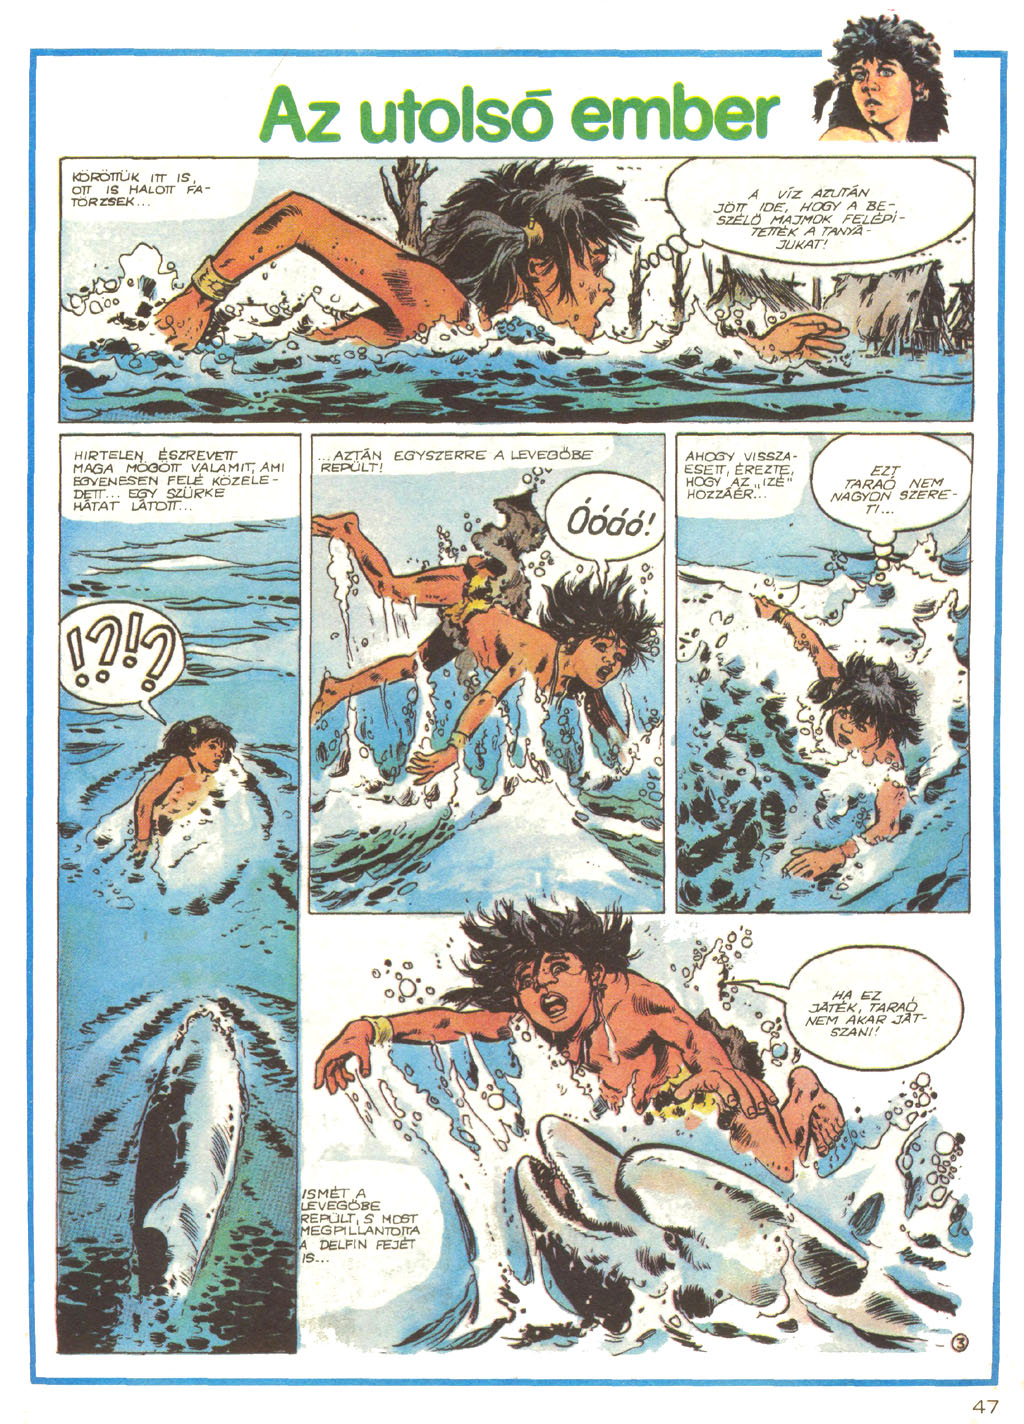 Az utolsó ember
KÖRÖTTÜK ITT IS,
OTT IS HALOTT FA-
TÖRZSEK...
A VÍZ AZUTÁN
JÖTT IDE, HOGY A BE-
SZÉLŐ MAJMOK FELÉPÍ-
TETTÉK A TANYÁ-
JUKAT!
HIRTELEN ÉSZREVETT
MAGA MÖGÖTT VALAMIT, AMI
EGYENESEN FELÉ KÖZELE-
DETT... EGY SZÜRKE
HÁTAT LÁTOTT...
!?!?
...AZTÁN EGYSZERRE A LEVEGŐBE
REPÜLT!
Óóóó!
AHOGY VISSZA-
ESETT, ÉREZTE,
HOGY AZ „IZÉ"
HOZZÁÉR...
EZT
TARAÓ NEM
NAGYON SZERE-
TI...
HA EZ
JÁTÉK, TARAÓ
NEM AKAR JÁT-
SZANI!
ISMÉT A
LEVEGŐBE
REPÜLT, S MOST
MEGPILLANTOTTA
A DELFIN FEJÉT
IS...
3
47